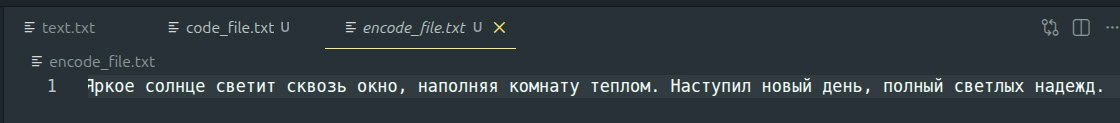 text.txt code_file.txt U encode_file.txt U
encode_file.txt
1 Яркое солнце светит сквозь окно, наполняя комнату теплом. Наступил новый день, полный светлых надежд.